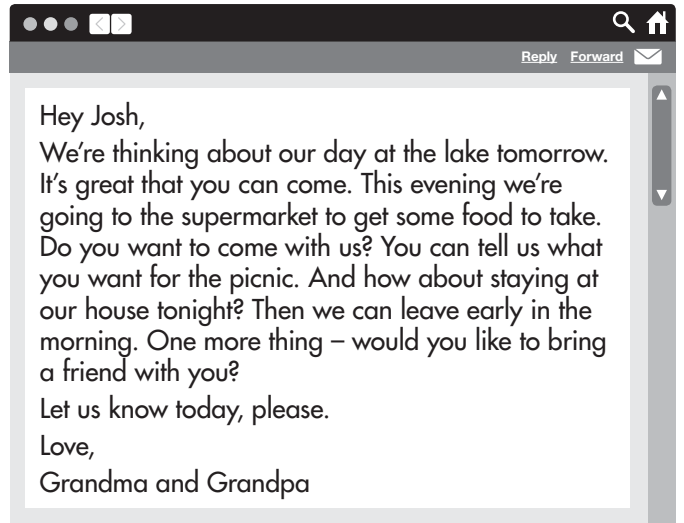 Reply Forward
Hey Josh,
We're thinking about our day at the lake tomorrow.
It's great that you can come. This evening we're
going to the supermarket to get some food to take.
Do you want to come with us? You can tell us what
you want for the picnic. And how about staying at
our house tonight? Then we can leave early in the
morning. One more thing – would you like to bring
a friend with you?
Let us know today, please.
Love,
Grandma and Grandpa